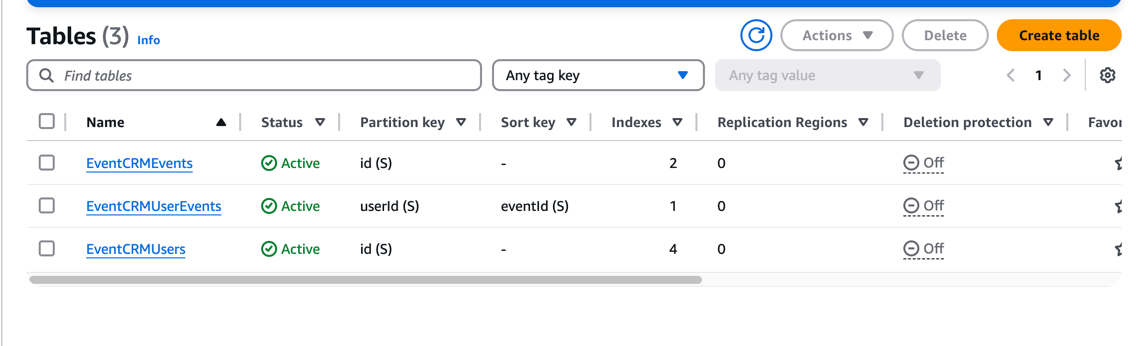 Tables (3) Info
Actions Delete Create table
Find tables Any tag key Any tag value 1
Name Status Partition key Sort key Indexes Replication Regions Deletion protection Favor
EventCRMEvents Active id (S) - 2 0 Off
EventCRMUserEvents Active userId (S) eventId (S) 1 0 Off
EventCRMUsers Active id (S) - 4 0 Off